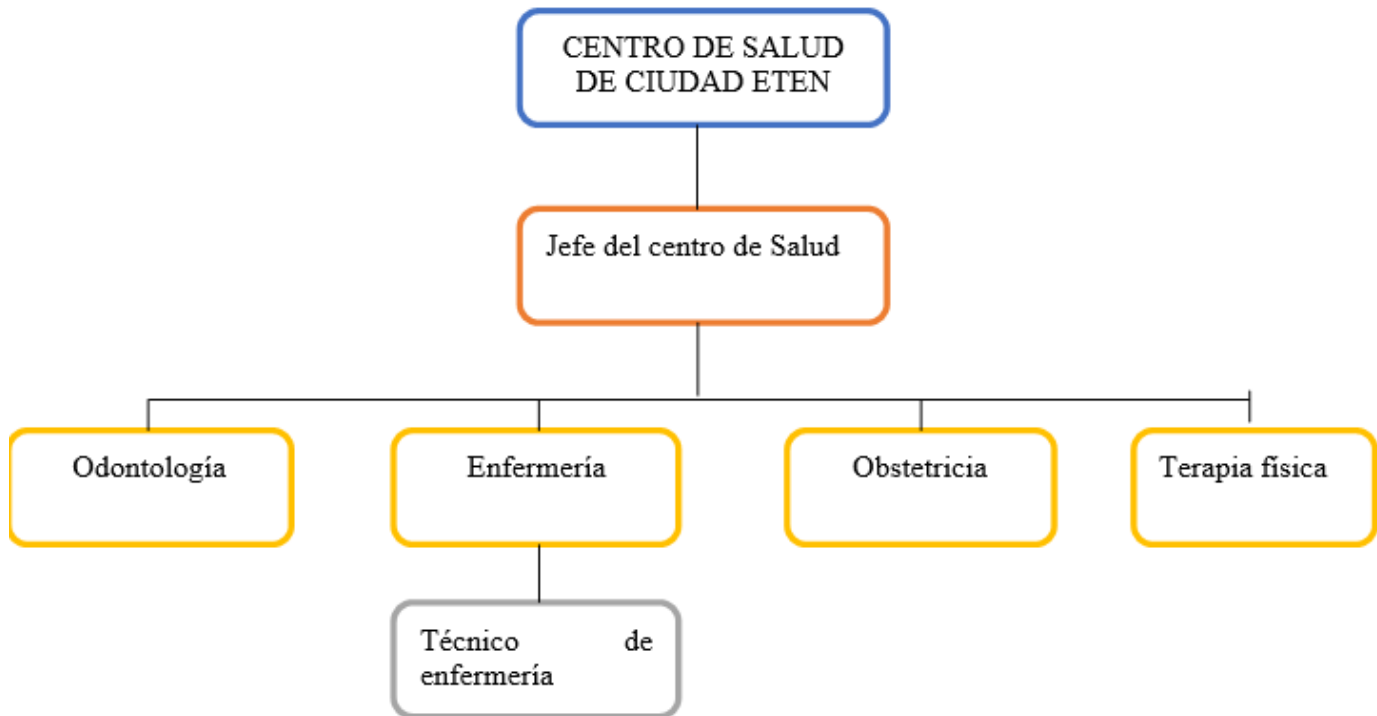 CENTRO DE SALUD
DE CIUDAD ETEN
Jefe del centro de Salud
Odontología
Enfermería
Obstetricia
Terapia física
Técnico de
enfermería